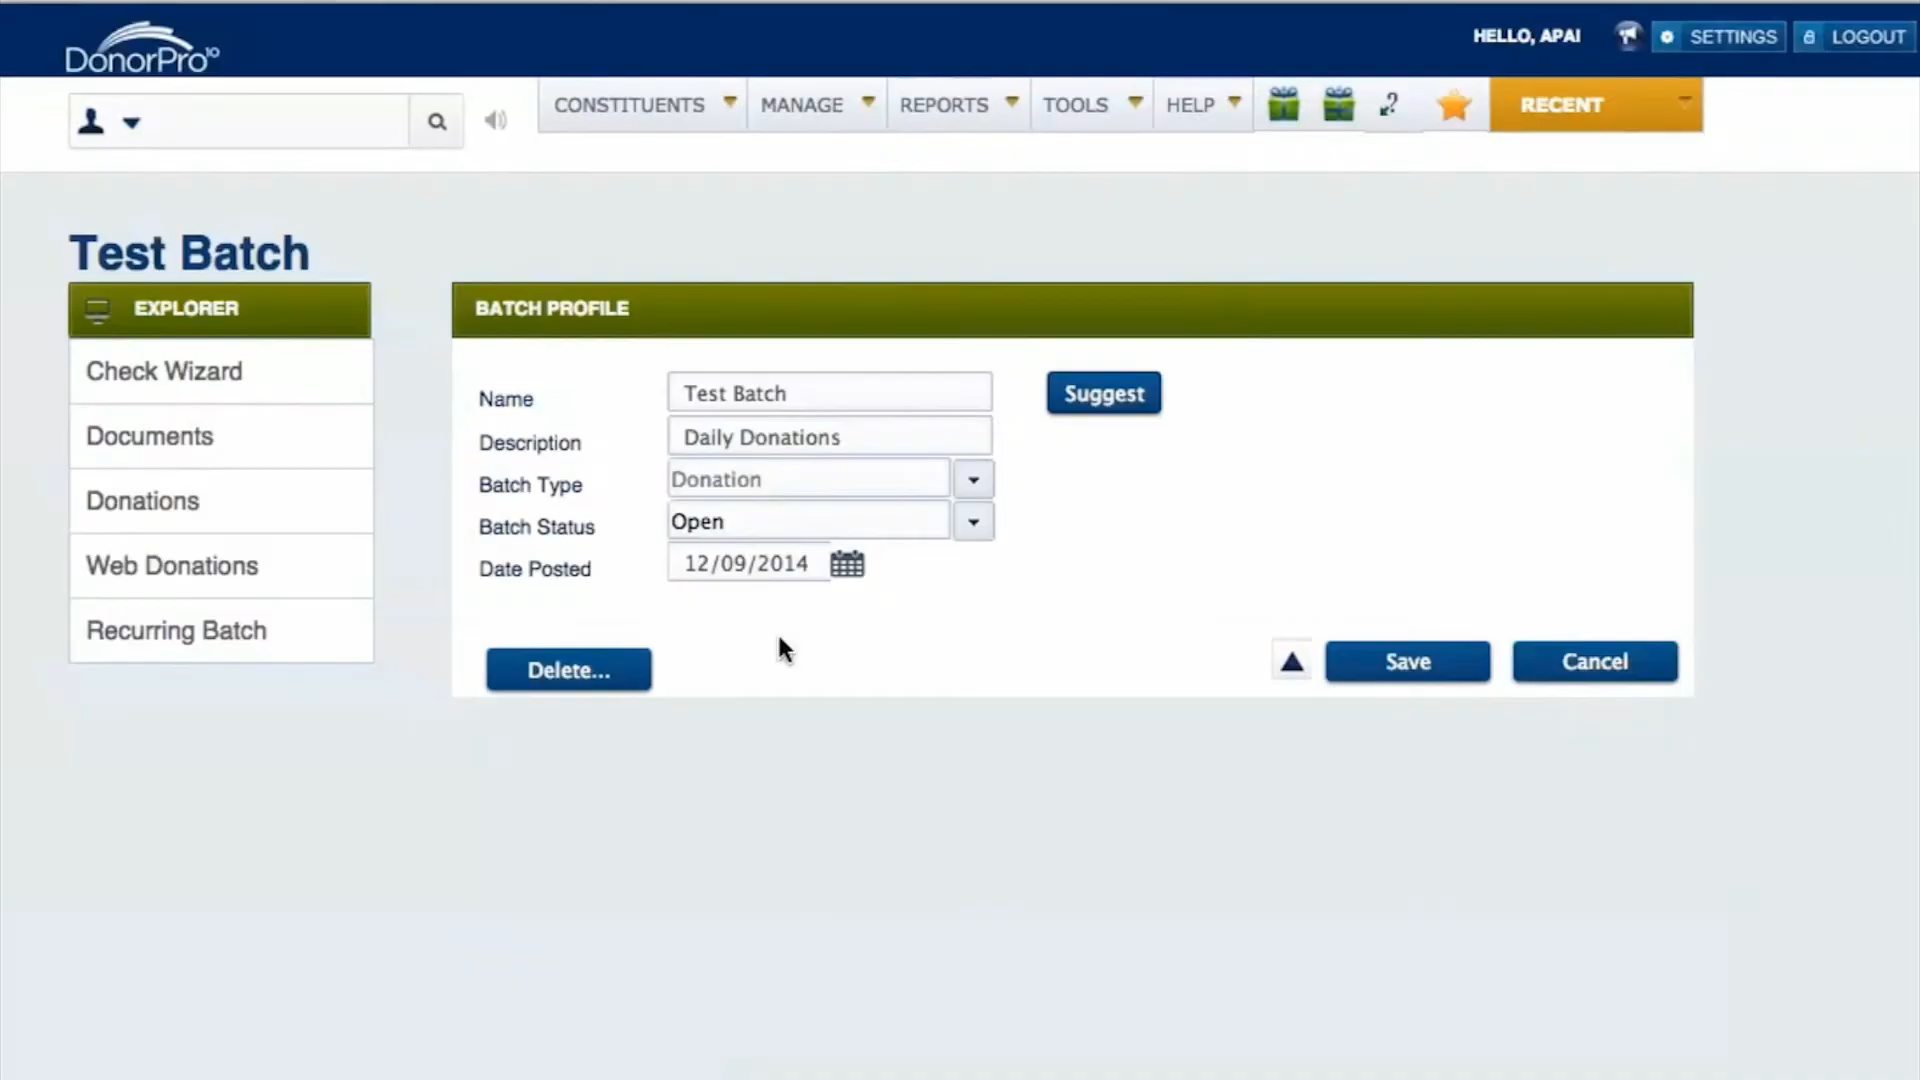 DonorPro10
HELLO, APAI
SETTINGS
LOGOUT
CONSTITUENTS
MANAGE
REPORTS
TOOLS
HELP
RECENT
Test Batch
EXPLORER
Check Wizard
Documents
Donations
Web Donations
Recurring Batch
BATCH PROFILE
Name
Test Batch
Suggest
Description
Daily Donations
Batch Type
Donation
Batch Status
Open
Date Posted
12/09/2014
Delete...
Save
Cancel